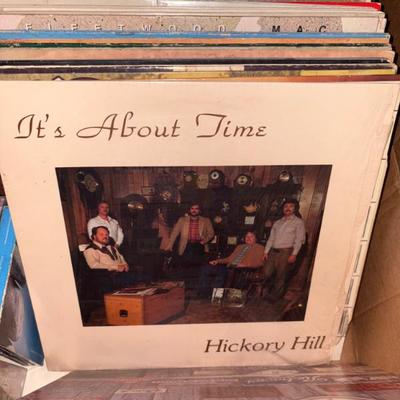 FLEETWOOD MAC
It's About Time
Hickory Hill